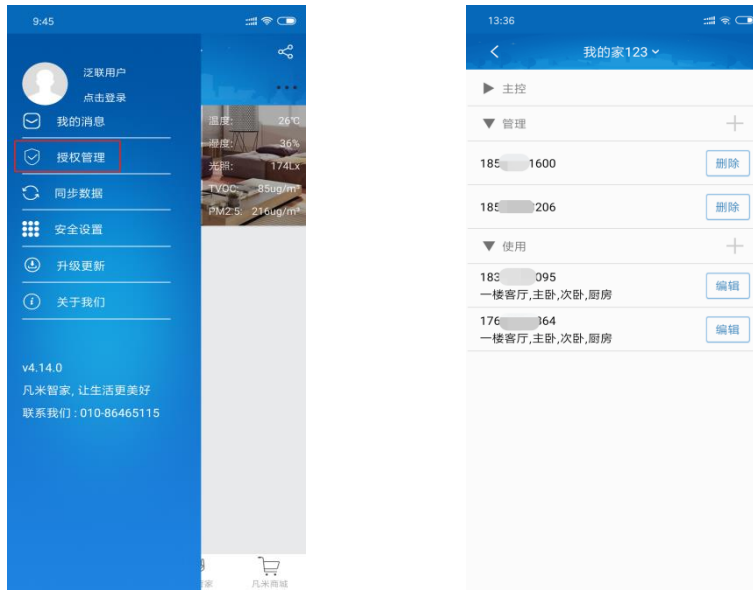 9:45
泛联用户
点击登录
我的消息
授权管理
同步数据
安全设置
升级更新
关于我们
v4.14.0
凡米智家, 让生活更美好
联系我们 : 010-86465115
温度: 26℃
湿度: 36%
光照: 174Lx
TVOC: 85ug/m³
PM2.5: 216ug/m³
家
凡米商城
13:36
我的家123
主控
管理
185 1600
删除
185 206
删除
使用
183 095
一楼客厅,主卧,次卧,厨房
编辑
176 364
一楼客厅,主卧,次卧,厨房
编辑